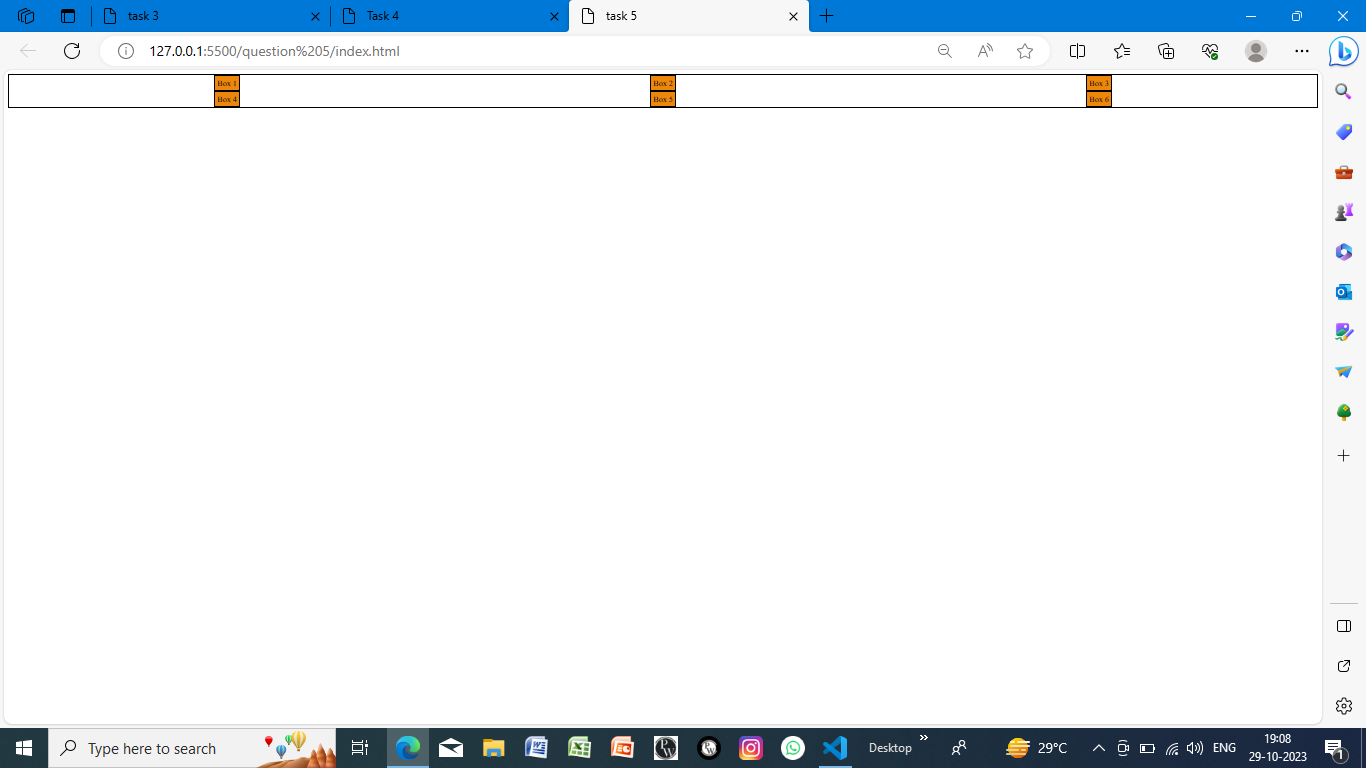 task 3
Task 4
task 5
127.0.0.1:5500/question%205/index.html
Box 1 Box 2 Box 3
Box 4 Box 5 Box 6
Type here to search
Desktop
29°C
ENG
19:08
29-10-2023
1